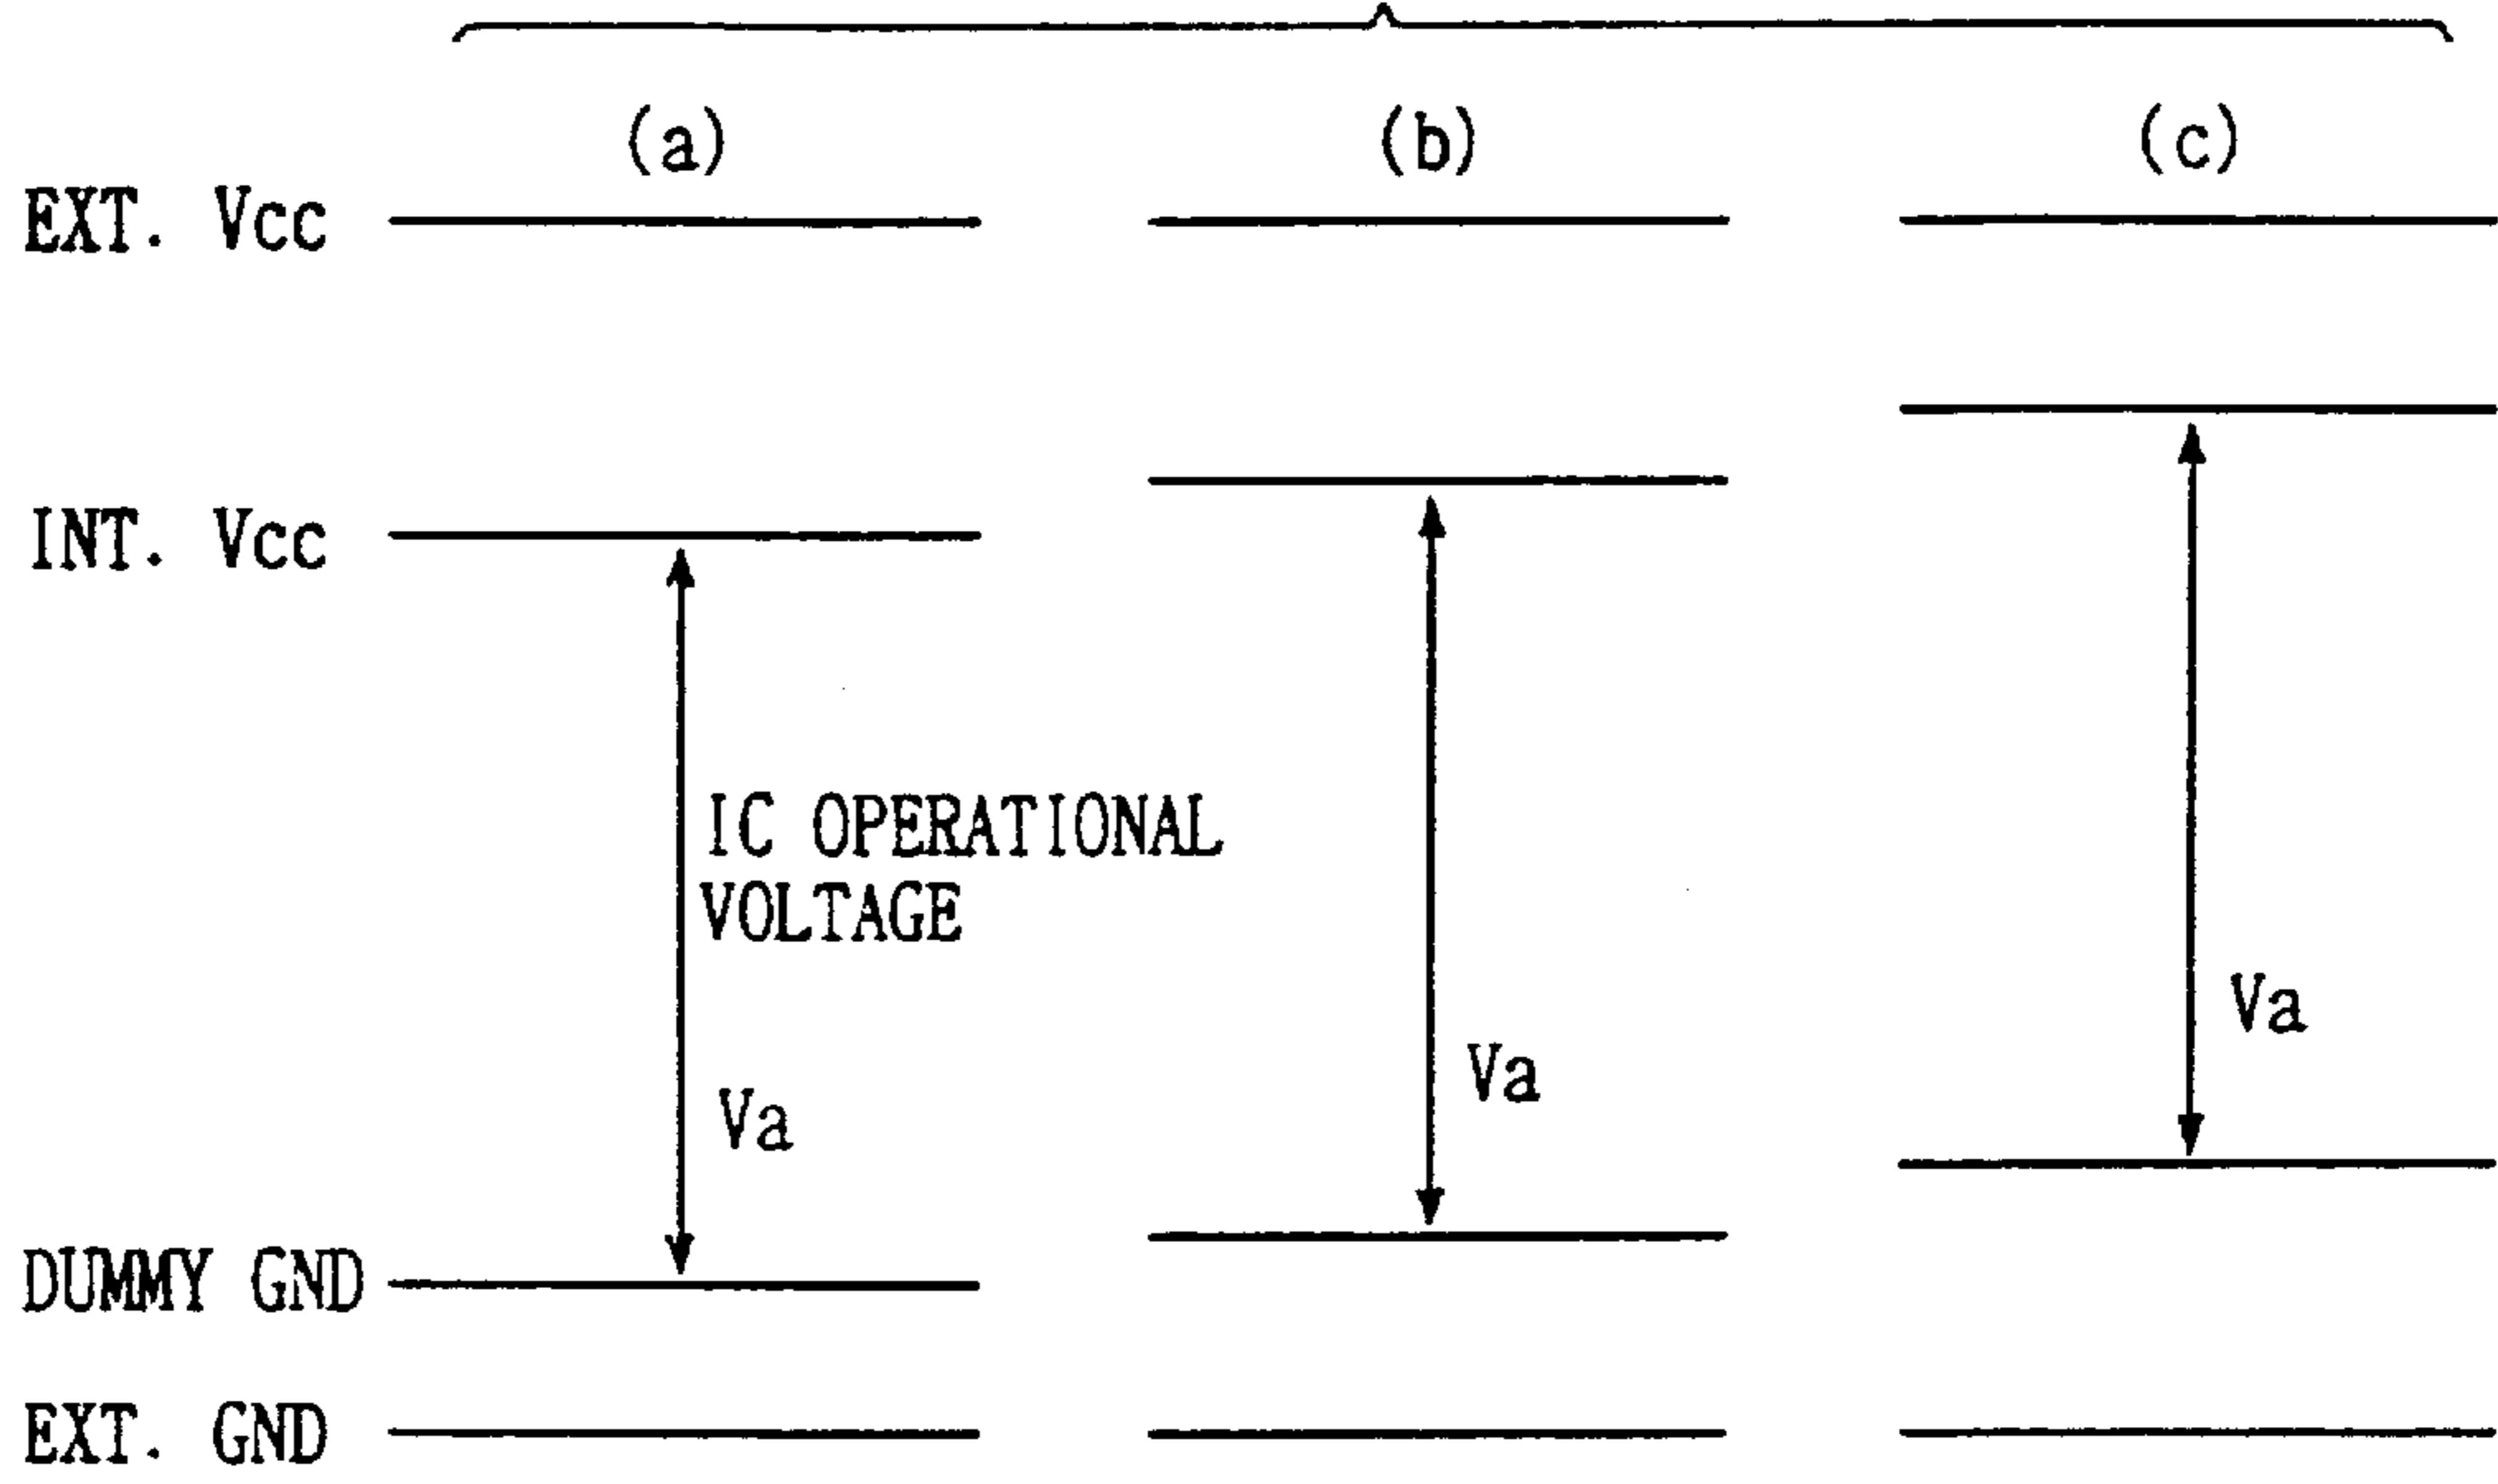 (a) (b) (c)
EXT. Vcc
INT. Vcc
IC OPERATIONAL
VOLTAGE
Va
Va
Va
DUMMY GND
EXT. GND